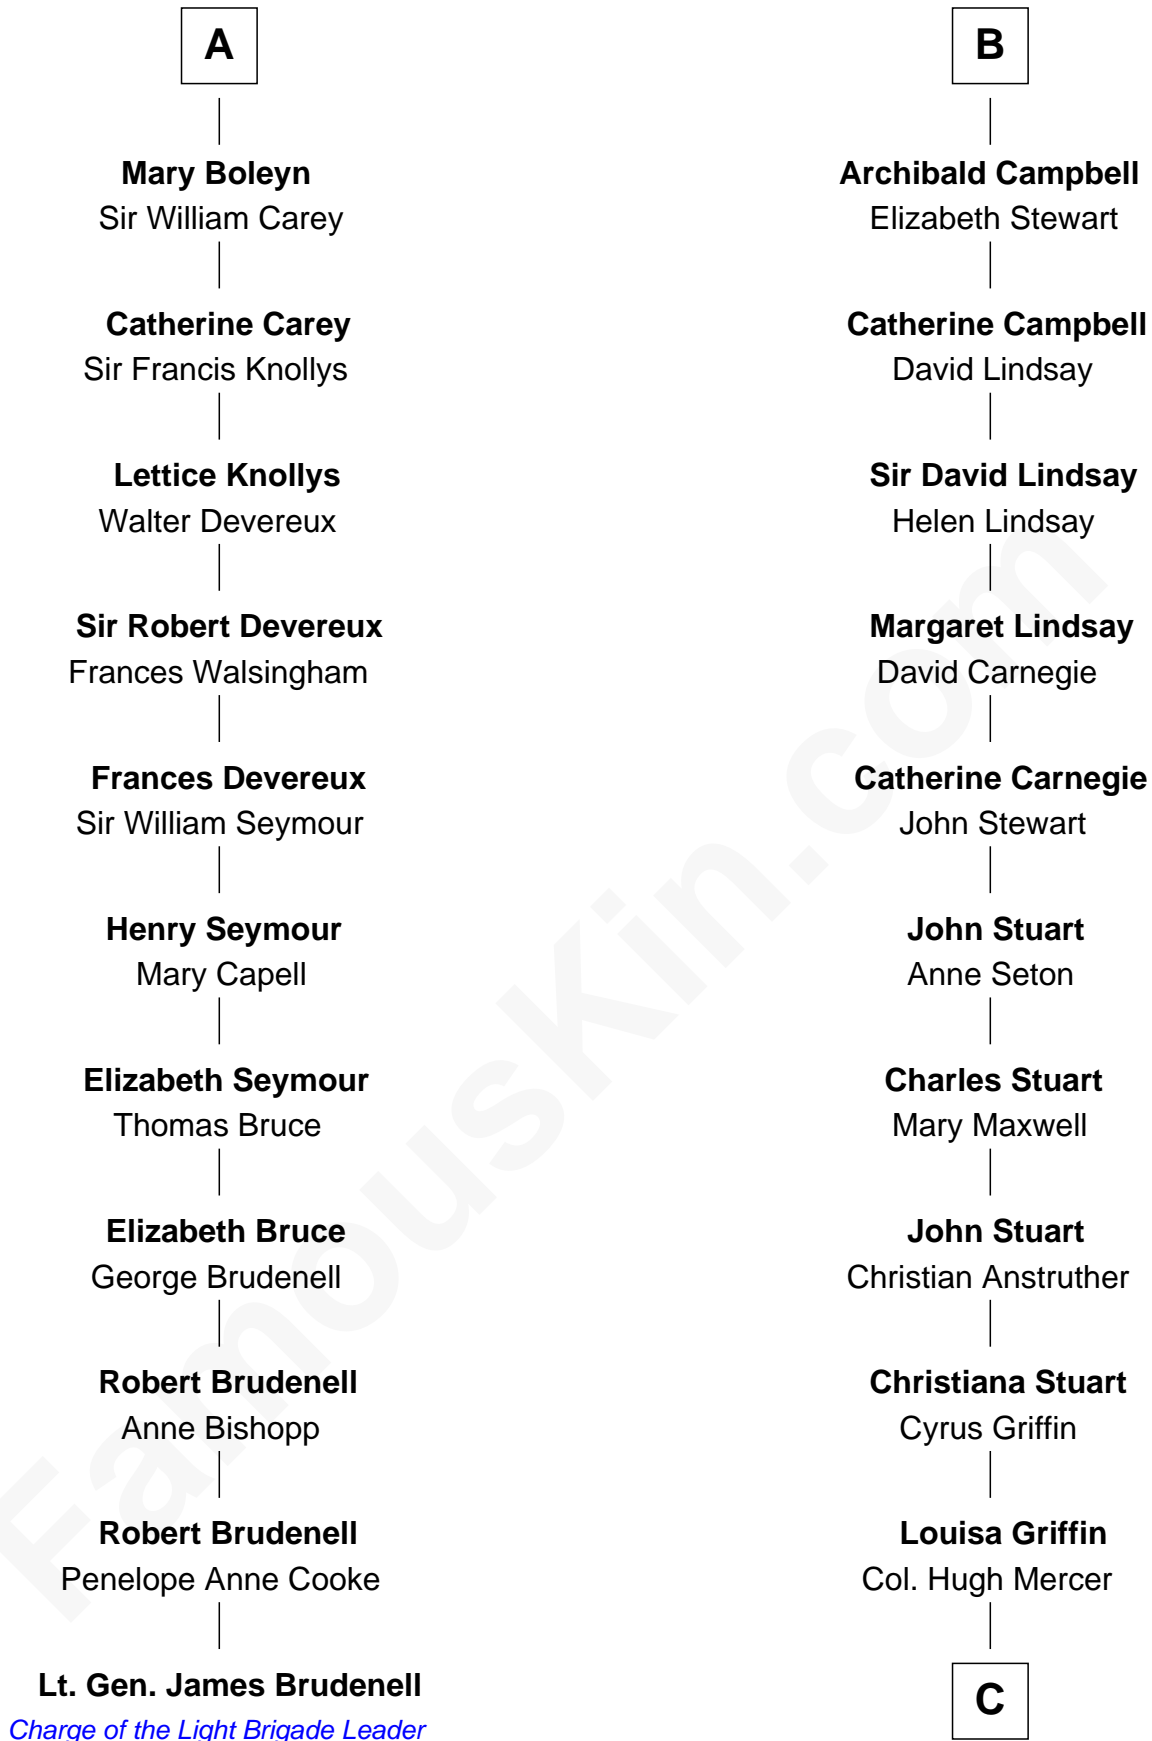 A
Mary Boleyn
Sir William Carey
Catherine Carey
Sir Francis Knollys
Lettice Knollys
Walter Devereux
Sir Robert Devereux
Frances Walsingham
Frances Devereux
Sir William Seymour
Henry Seymour
Mary Capell
Elizabeth Seymour
Thomas Bruce
Elizabeth Bruce
George Brudenell
Robert Brudenell
Anne Bishopp
Robert Brudenell
Penelope Anne Cooke
Lt. Gen. James Brudenell
Charge of the Light Brigade Leader
B
Archibald Campbell
Elizabeth Stewart
Catherine Campbell
David Lindsay
Sir David Lindsay
Helen Lindsay
Margaret Lindsay
David Carnegie
Catherine Carnegie
John Stewart
John Stuart
Anne Seton
Charles Stuart
Mary Maxwell
John Stuart
Christian Anstruther
Christiana Stuart
Cyrus Griffin
Louisa Griffin
Col. Hugh Mercer
C
FamousKin.com